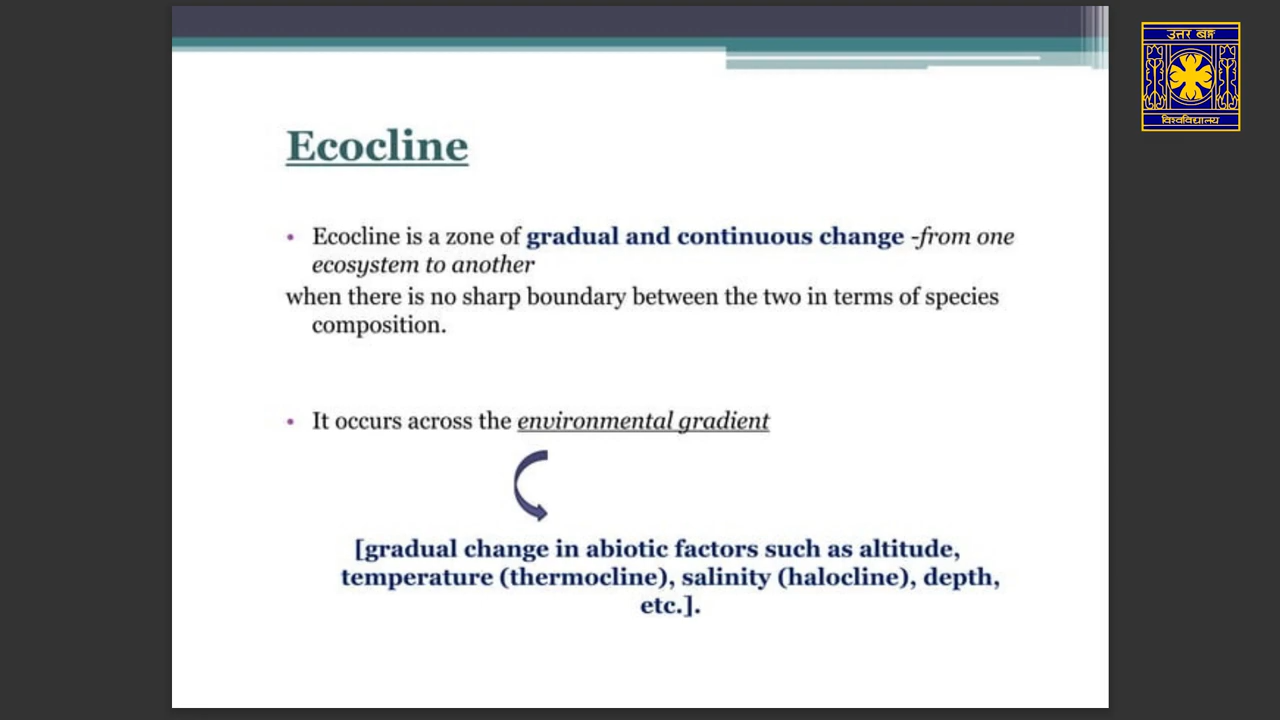 Ecocline
• Ecocline is a zone of gradual and continuous change -from one
ecosystem to another
when there is no sharp boundary between the two in terms of species
composition.
• It occurs across the environmental gradient
[gradual change in abiotic factors such as altitude,
temperature (thermocline), salinity (halocline), depth,
etc.].
उत्तर बङ्ग
विश्वविद्यालय